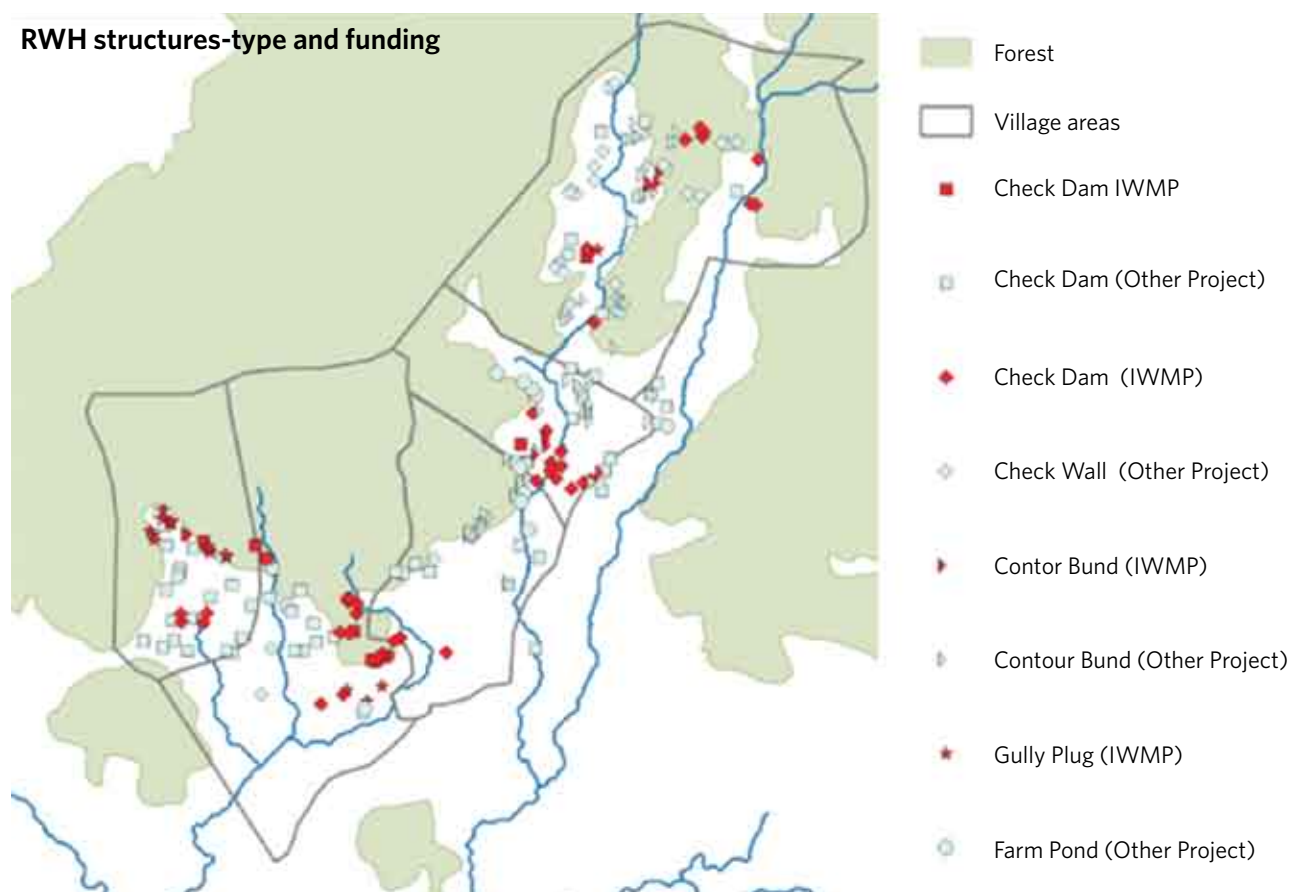 RWH structures-type and funding
Forest
Village areas
Check Dam IWMP
Check Dam (Other Project)
Check Dam (IWMP)
Check Wall (Other Project)
Contor Bund (IWMP)
Contour Bund (Other Project)
Gully Plug (IWMP)
Farm Pond (Other Project)